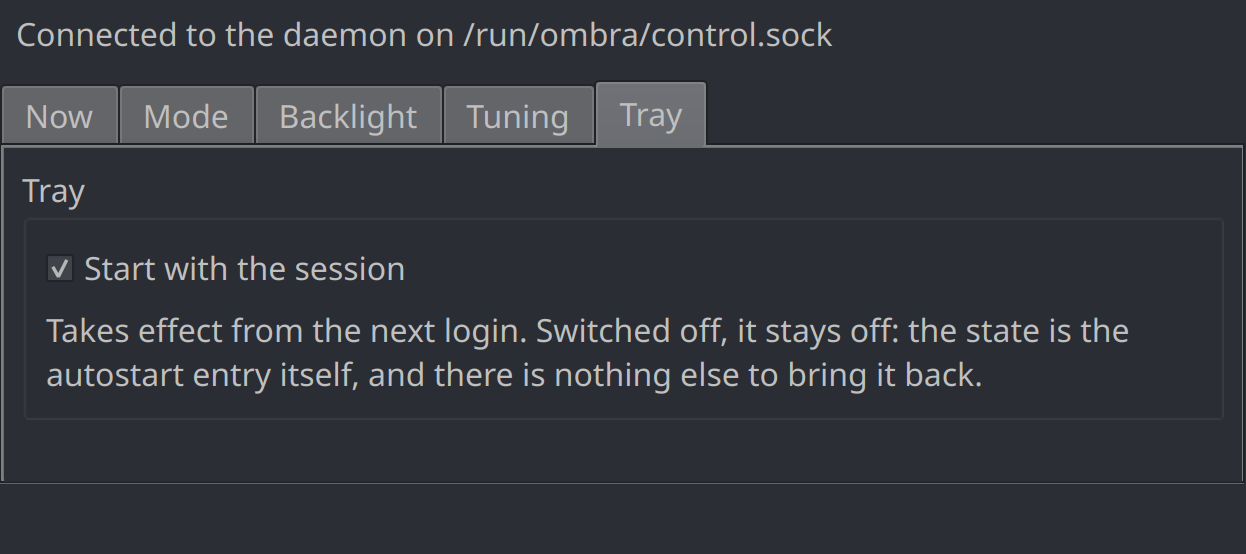 Connected to the daemon on /run/ombra/control.sock
Now
Mode
Backlight
Tuning
Tray
Tray
Start with the session
Takes effect from the next login. Switched off, it stays off: the state is the
autostart entry itself, and there is nothing else to bring it back.